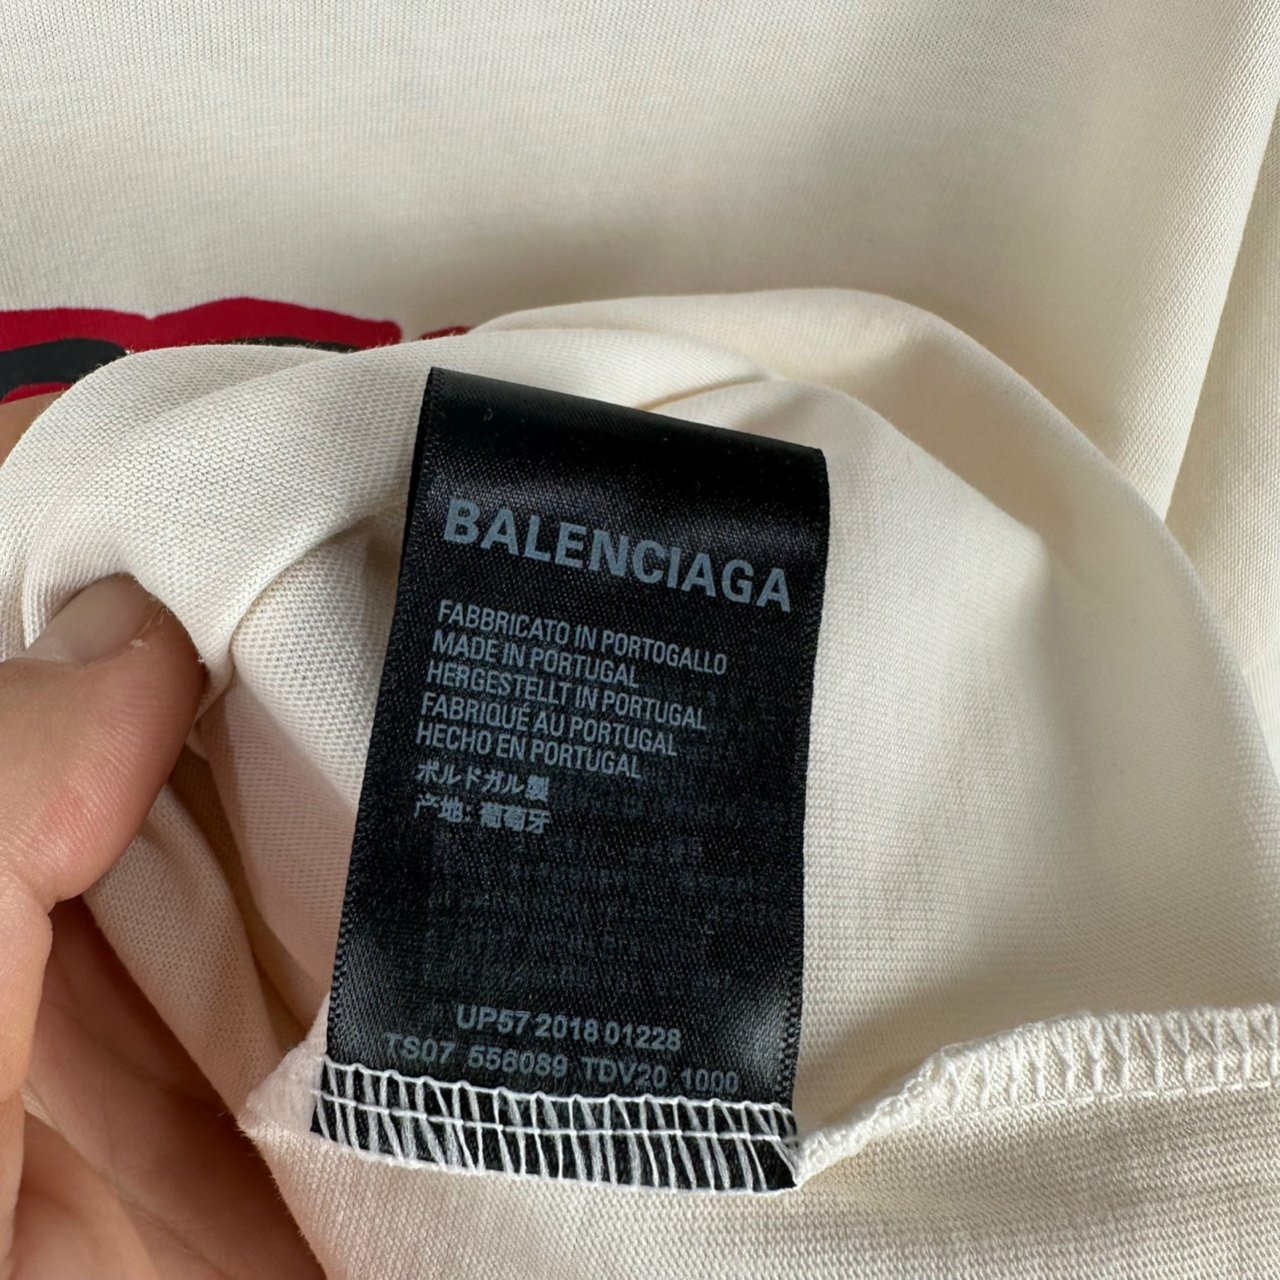 BALENCIAGA
FABBRICATO IN PORTOGALLO
MADE IN PORTUGAL
HERGESTELLT IN PORTUGAL
FABRIQUÉ AU PORTUGAL
HECHO EN PORTUGAL
ポルトガル製
产地: 葡萄牙
UP57 2018 01228
TS07 556089 TDV20 1000